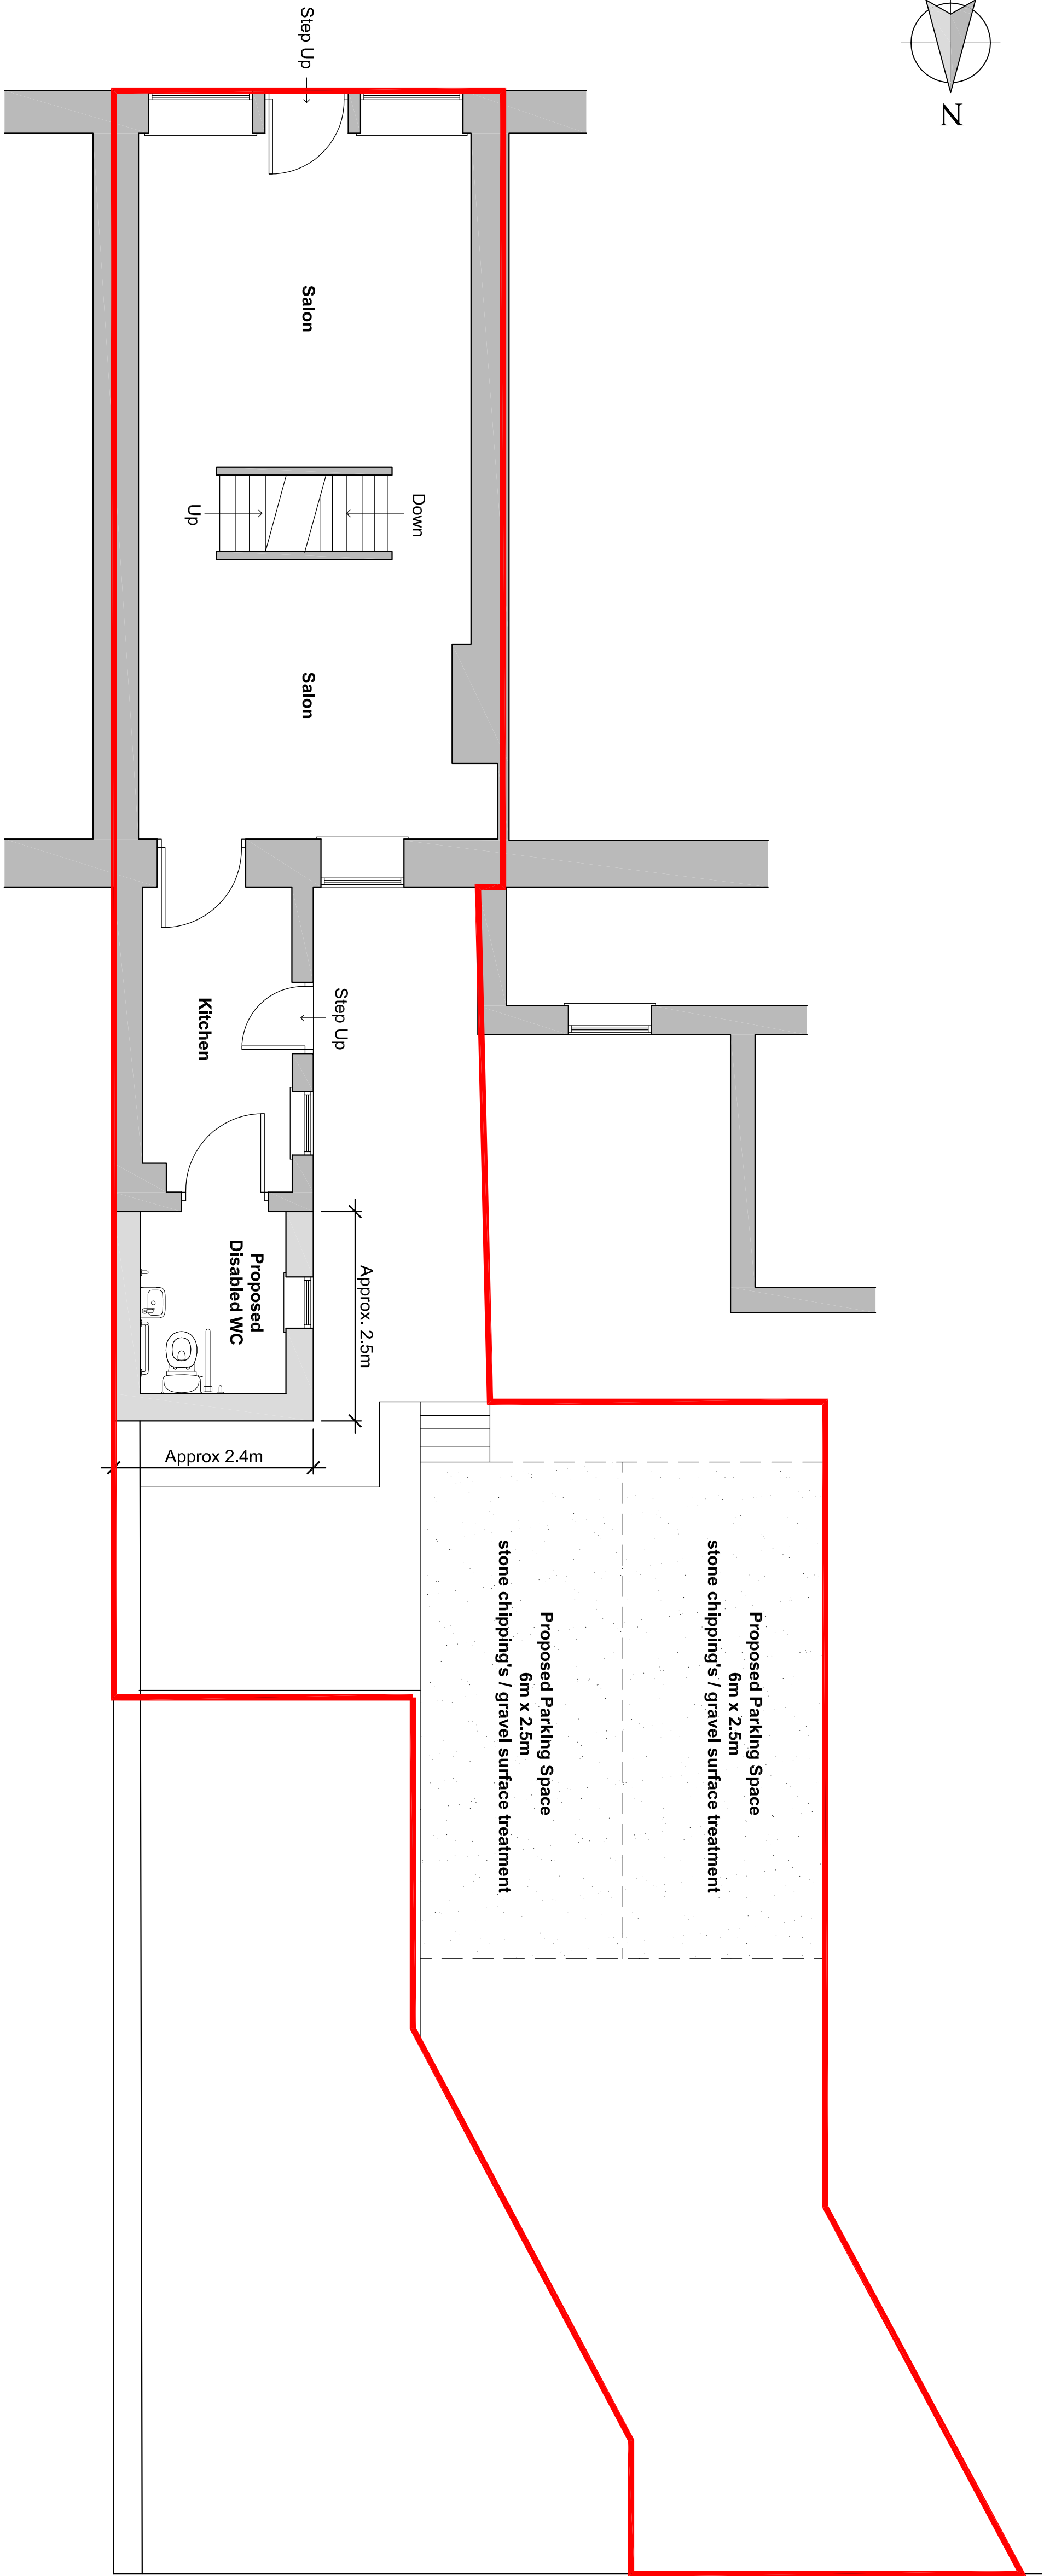 N
Step Up
Salon
Up
Down
Salon
Step Up
Kitchen
Proposed
Disabled WC
Approx. 2.5m
Approx 2.4m
Proposed Parking Space
6m x 2.5m
stone chipping's / gravel surface treatment
Proposed Parking Space
6m x 2.5m
stone chipping's / gravel surface treatment